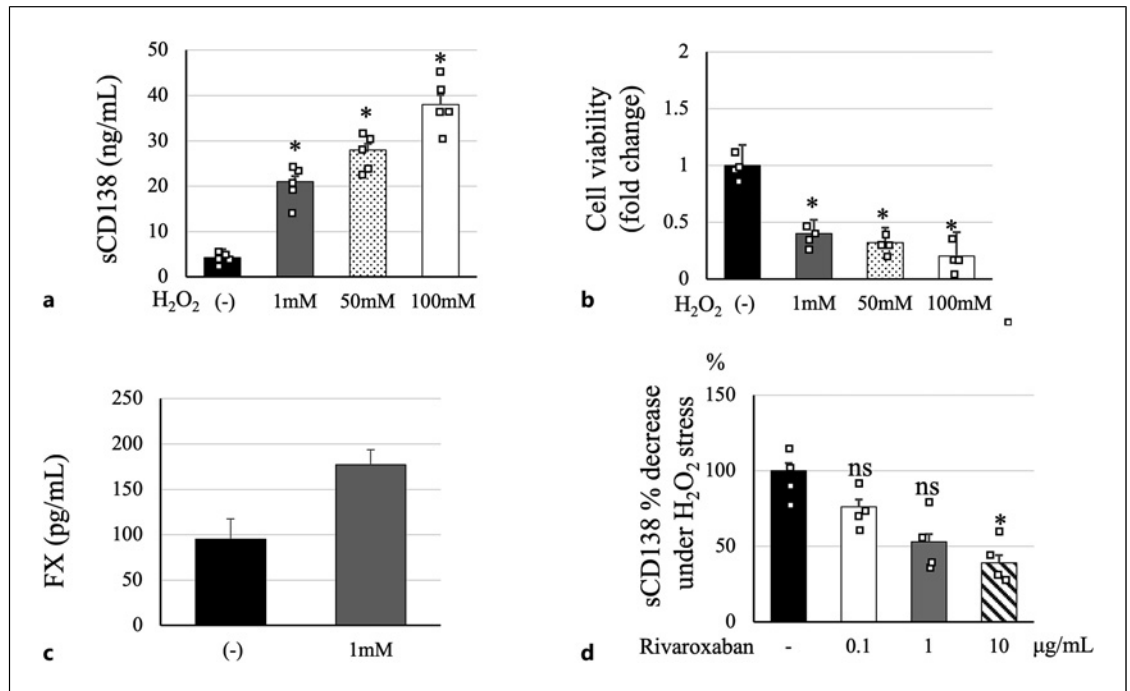 50
40
30
20
10
0
sCD138 (ng/mL)
*
*
*
a
H₂O₂ (-) 1mM 50mM 100mM
2
1.5
1
0.5
0
Cell viability
(fold change)
*
*
*
b
H₂O₂ (-) 1mM 50mM 100mM
250
200
150
100
50
0
FX (pg/mL)
c
(-) 1mM
%
150
100
50
0
sCD138 % decrease
under H₂O₂ stress
ns
ns
*
d
Rivaroxaban - 0.1 1 10 µg/mL